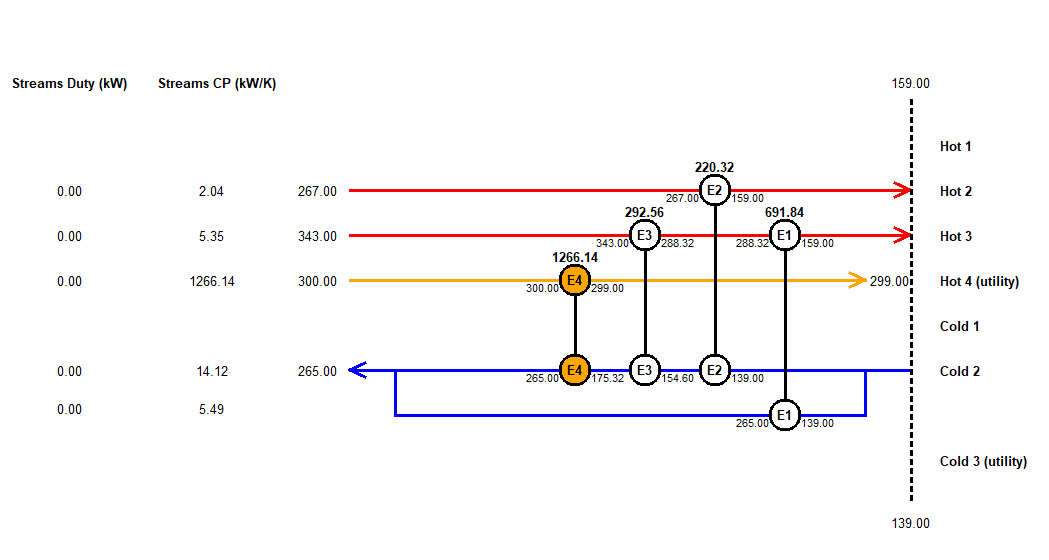 Streams Duty (kW) Streams CP (kW/K) 159.00
Hot 1
220.32
0.00 2.04 267.00 E2 Hot 2
267.00 159.00
292.56 691.84
0.00 5.35 343.00 E3 E1 Hot 3
343.00 288.32 288.32 159.00
1266.14
0.00 1266.14 300.00 E4 299.00 Hot 4 (utility)
300.00 299.00
Cold 1
0.00 14.12 265.00 E4 E3 E2 Cold 2
265.00 175.32 154.60 139.00
0.00 5.49 E1
265.00 139.00
Cold 3 (utility)
139.00